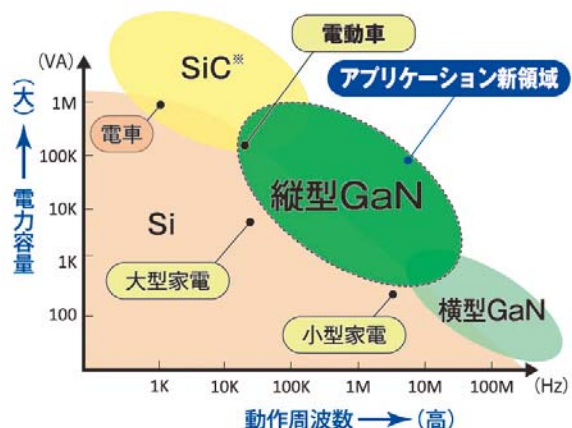 電動車
(VA)
SiC※
アプリケーション新領域
(大)
電力容量
1M
100K
10K
1K
100
電車
縦型GaN
Si
大型家電
小型家電
横型GaN
1K 10K 100K 1M 10M 100M (Hz)
動作周波数 (高)